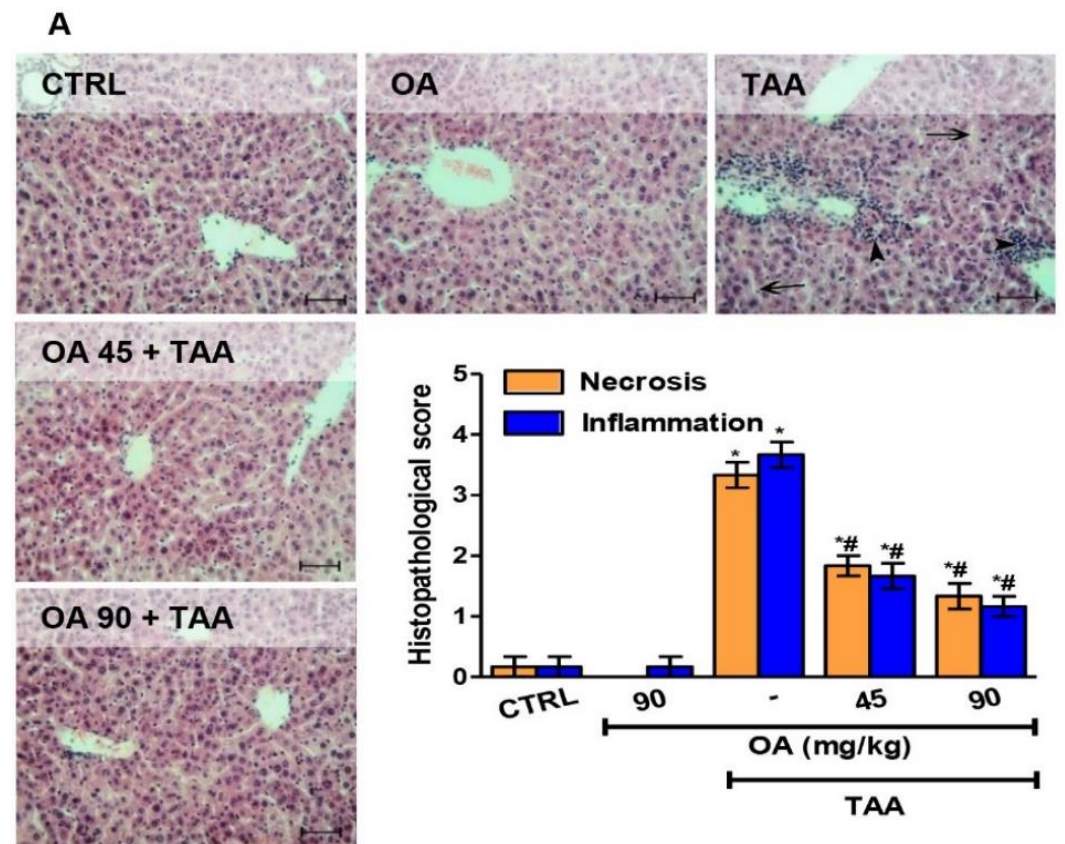 A
CTRL
OA
TAA
OA 45 + TAA
OA 90 + TAA
Histopathological score
5
4
3
2
1
0
Necrosis
Inflammation
*
*
*#
*#
*#
*#
CTRL
90
-
45
90
OA (mg/kg)
TAA